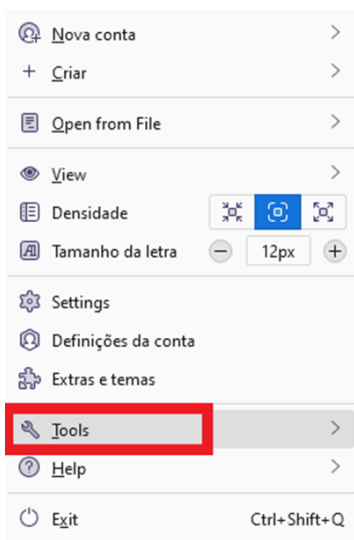 Nova conta
Criar
Open from File
View
Densidade
Tamanho da letra 12px
Settings
Definições da conta
Extras e temas
Tools
Help
Exit Ctrl+Shift+Q